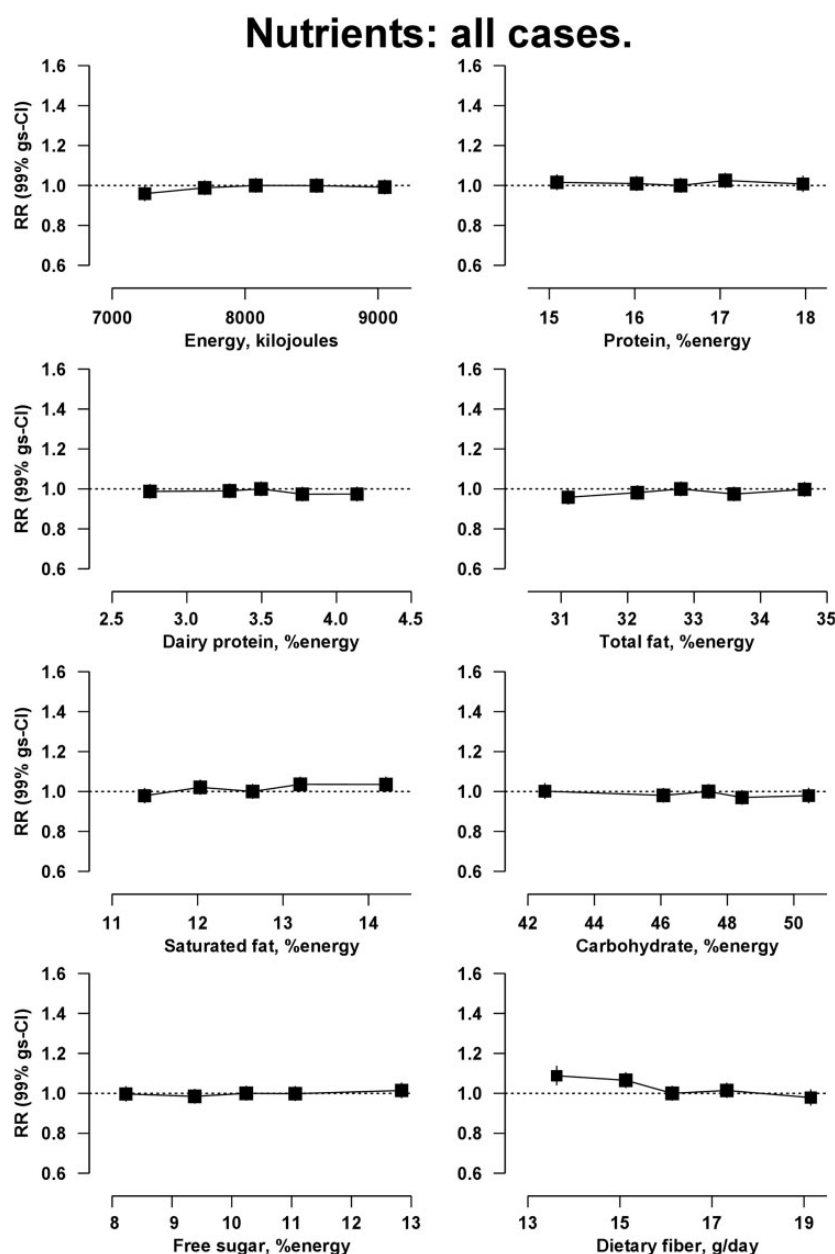 Nutrients: all cases.
RR (99% gs-CI)
1.6
1.4
1.2
1.0
0.8
0.6
7000 8000 9000
Energy, kilojoules
1.6
1.4
1.2
1.0
0.8
0.6
15 16 17 18
Protein, %energy
RR (99% gs-CI)
1.6
1.4
1.2
1.0
0.8
0.6
2.5 3.0 3.5 4.0 4.5
Dairy protein, %energy
1.6
1.4
1.2
1.0
0.8
0.6
31 32 33 34 35
Total fat, %energy
RR (99% gs-CI)
1.6
1.4
1.2
1.0
0.8
0.6
11 12 13 14
Saturated fat, %energy
1.6
1.4
1.2
1.0
0.8
0.6
42 44 46 48 50
Carbohydrate, %energy
RR (99% gs-CI)
1.6
1.4
1.2
1.0
0.8
0.6
8 9 10 11 12 13
Free sugar, %energy
1.6
1.4
1.2
1.0
0.8
0.6
13 15 17 19
Dietary fiber, g/day